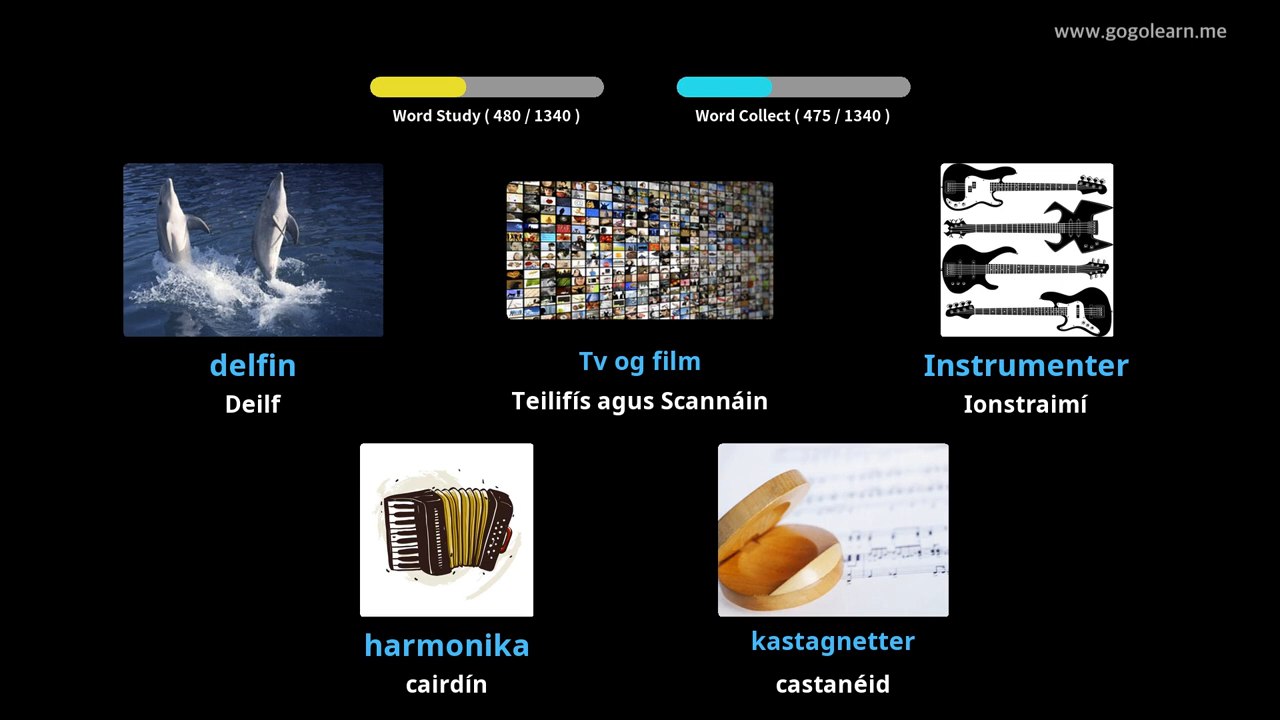 www.gogolearn.me
Word Study ( 480 / 1340 )
Word Collect ( 475 / 1340 )
delfin
Deilf
Tv og film
Teilifís agus Scannáin
Instrumenter
Ionstraimí
harmonika
cairdín
kastagnetter
castanéid